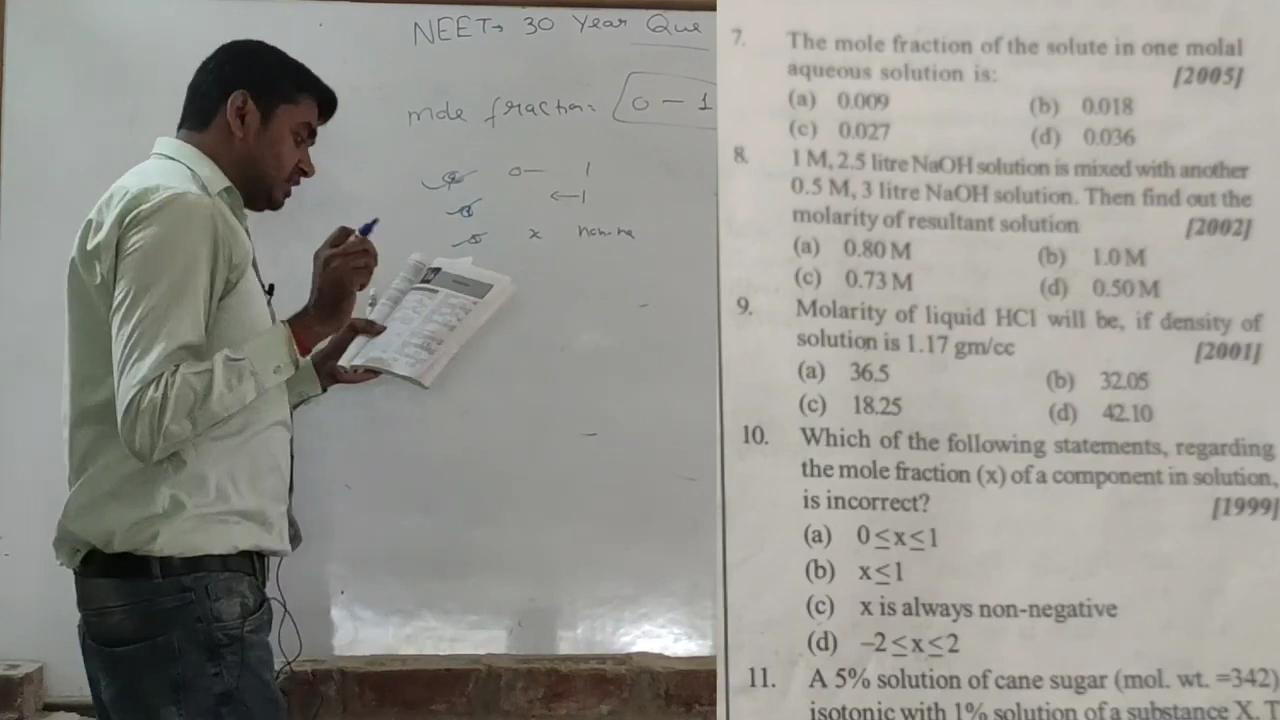 NEET→ 30 Year Que
mole fraction= 0 - 1
0— 1
←1
x non-ne
7. The mole fraction of the solute in one molal
aqueous solution is: [2005]
(a) 0.009 (b) 0.018
(c) 0.027 (d) 0.036
8. 1 M, 2.5 litre NaOH solution is mixed with another
0.5 M, 3 litre NaOH solution. Then find out the
molarity of resultant solution [2002]
(a) 0.80 M (b) 1.0 M
(c) 0.73 M (d) 0.50 M
9. Molarity of liquid HCl will be, if density of
solution is 1.17 gm/cc [2001]
(a) 36.5 (b) 32.05
(c) 18.25 (d) 42.10
10. Which of the following statements, regarding
the mole fraction (x) of a component in solution,
is incorrect? [1999]
(a) 0≤x≤1
(b) x≤1
(c) x is always non-negative
(d) −2≤x≤2
11. A 5% solution of cane sugar (mol. wt. =342)
isotonic with 1% solution of a substance X. T